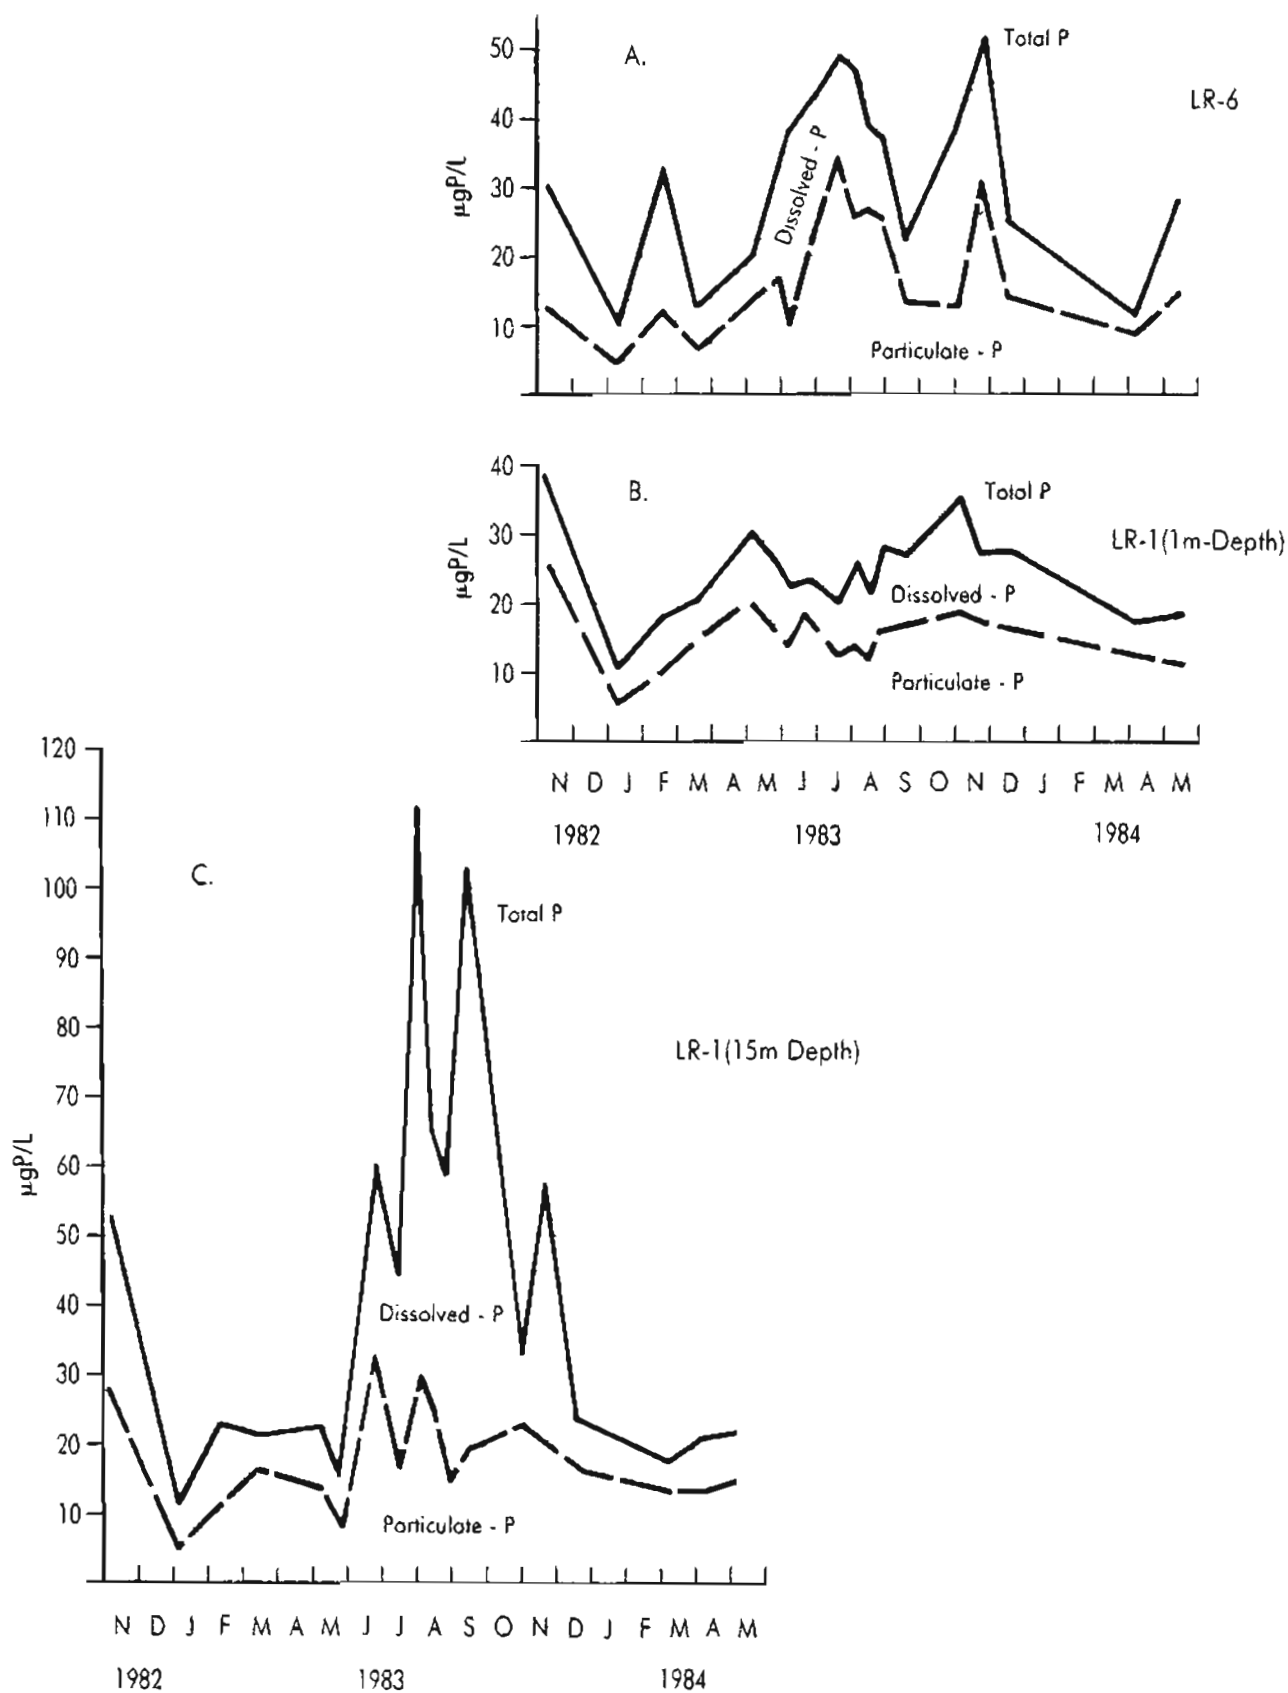 A.
Total P
LR-6
50
40
30
20
10
µgP/L
Dissolved - P
Particulate - P
B.
Total P
LR-1(1m-Depth)
40
30
20
10
µgP/L
Dissolved - P
Particulate - P
N D J F M A M J J A S O N D J F M A M
1982 1983 1984
C.
Total P
LR-1(15m Depth)
120
110
100
90
80
70
60
50
40
30
20
10
µgP/L
Dissolved - P
Particulate - P
N D J F M A M J J A S O N D J F M A M
1982 1983 1984